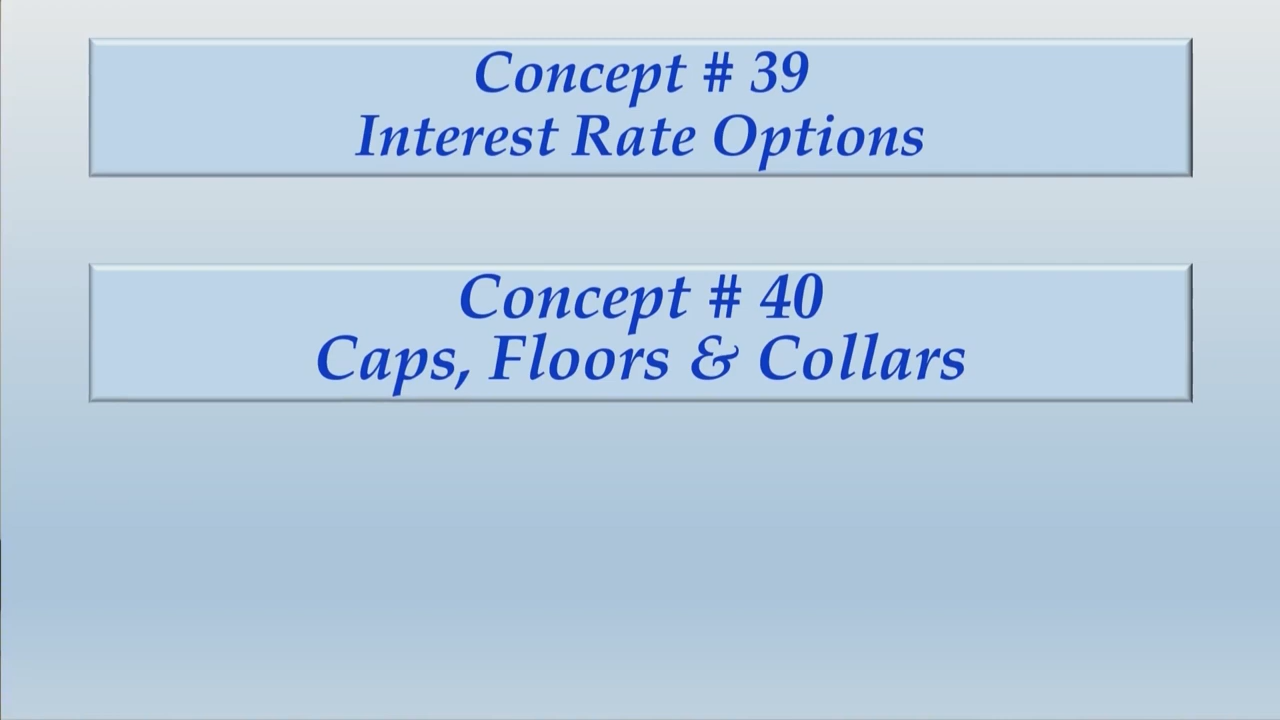 Concept # 39
Interest Rate Options
Concept # 40
Caps, Floors & Collars